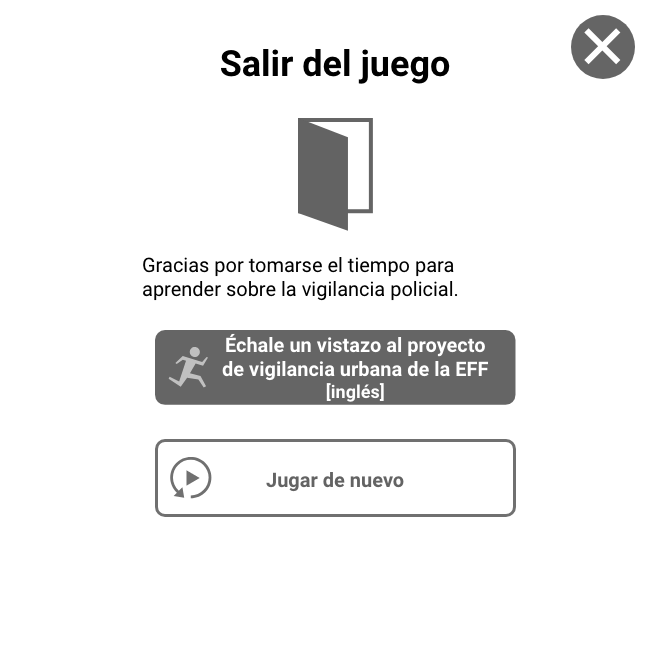 Salir del juego
Gracias por tomarse el tiempo para
aprender sobre la vigilancia policial.
Échale un vistazo al proyecto
de vigilancia urbana de la EFF
[inglés]
Jugar de nuevo